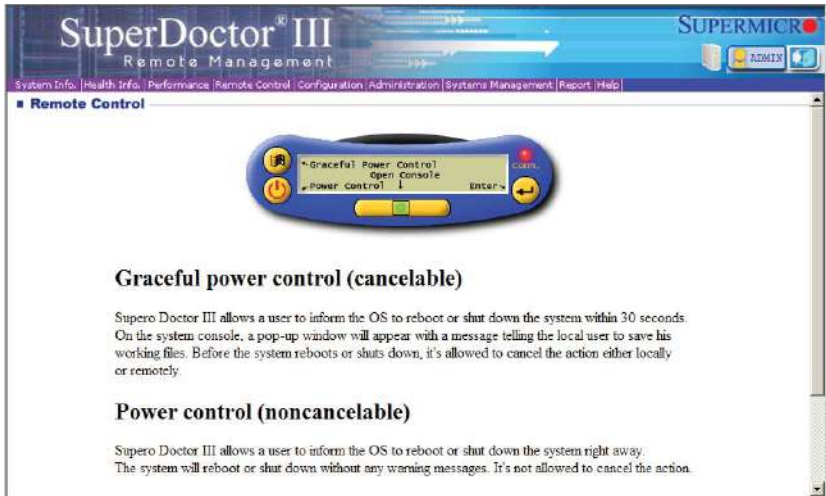 SuperDoctor® III
Remote Management
SUPERMICRO
ADMIN
System Info. |Health Info. |Performance |Remote Control |Configuration |Administration |Systems Management |Report |Help|
Remote Control
Graceful Power Control
Open Console
Power Control ↓ Enter
COMM.
Graceful power control (cancelable)
Supero Doctor III allows a user to inform the OS to reboot or shut down the system within 30 seconds.
On the system console, a pop-up window will appear with a message telling the local user to save his
working files. Before the system reboots or shuts down, it's allowed to cancel the action either locally
or remotely.
Power control (noncancelable)
Supero Doctor III allows a user to inform the OS to reboot or shut down the system right away.
The system will reboot or shut down without any warning messages. It's not allowed to cancel the action.